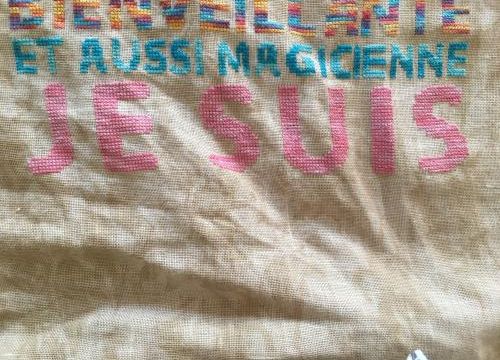 BIENVEILLANTE
ET AUSSI MAGICIENNE
JE SUIS